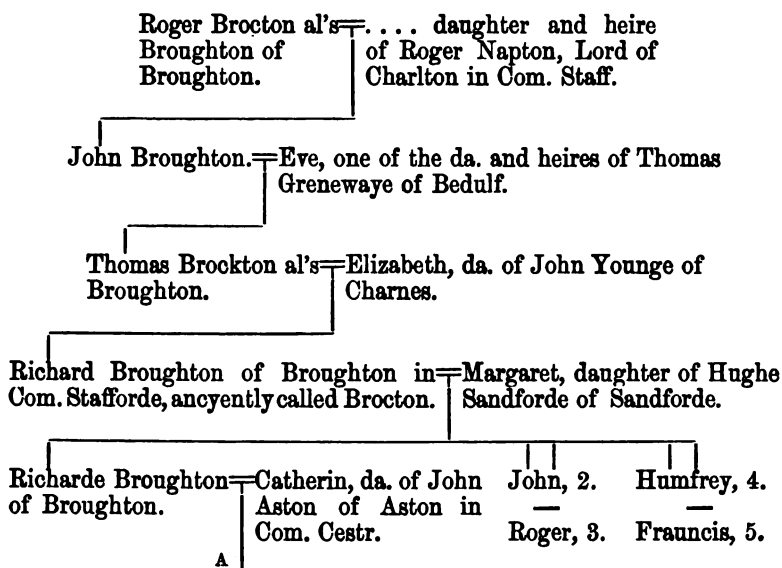 Roger Brocton al's=.... daughter and heire
Broughton of of Roger Napton, Lord of
Broughton. Charlton in Com. Staff.
John Broughton.=Eve, one of the da. and heires of Thomas
Grenewaye of Bedulf.
Thomas Brockton al's=Elizabeth, da. of John Younge of
Broughton. Charnes.
Richard Broughton of Broughton in=Margaret, daughter of Hughe
Com. Stafforde, ancyently called Brocton. Sandforde of Sandforde.
Richarde Broughton=Catherin, da. of John John, 2. Humfrey, 4.
of Broughton. Aston of Aston in — —
Com. Cestr. Roger, 3. Frauncis, 5.
A